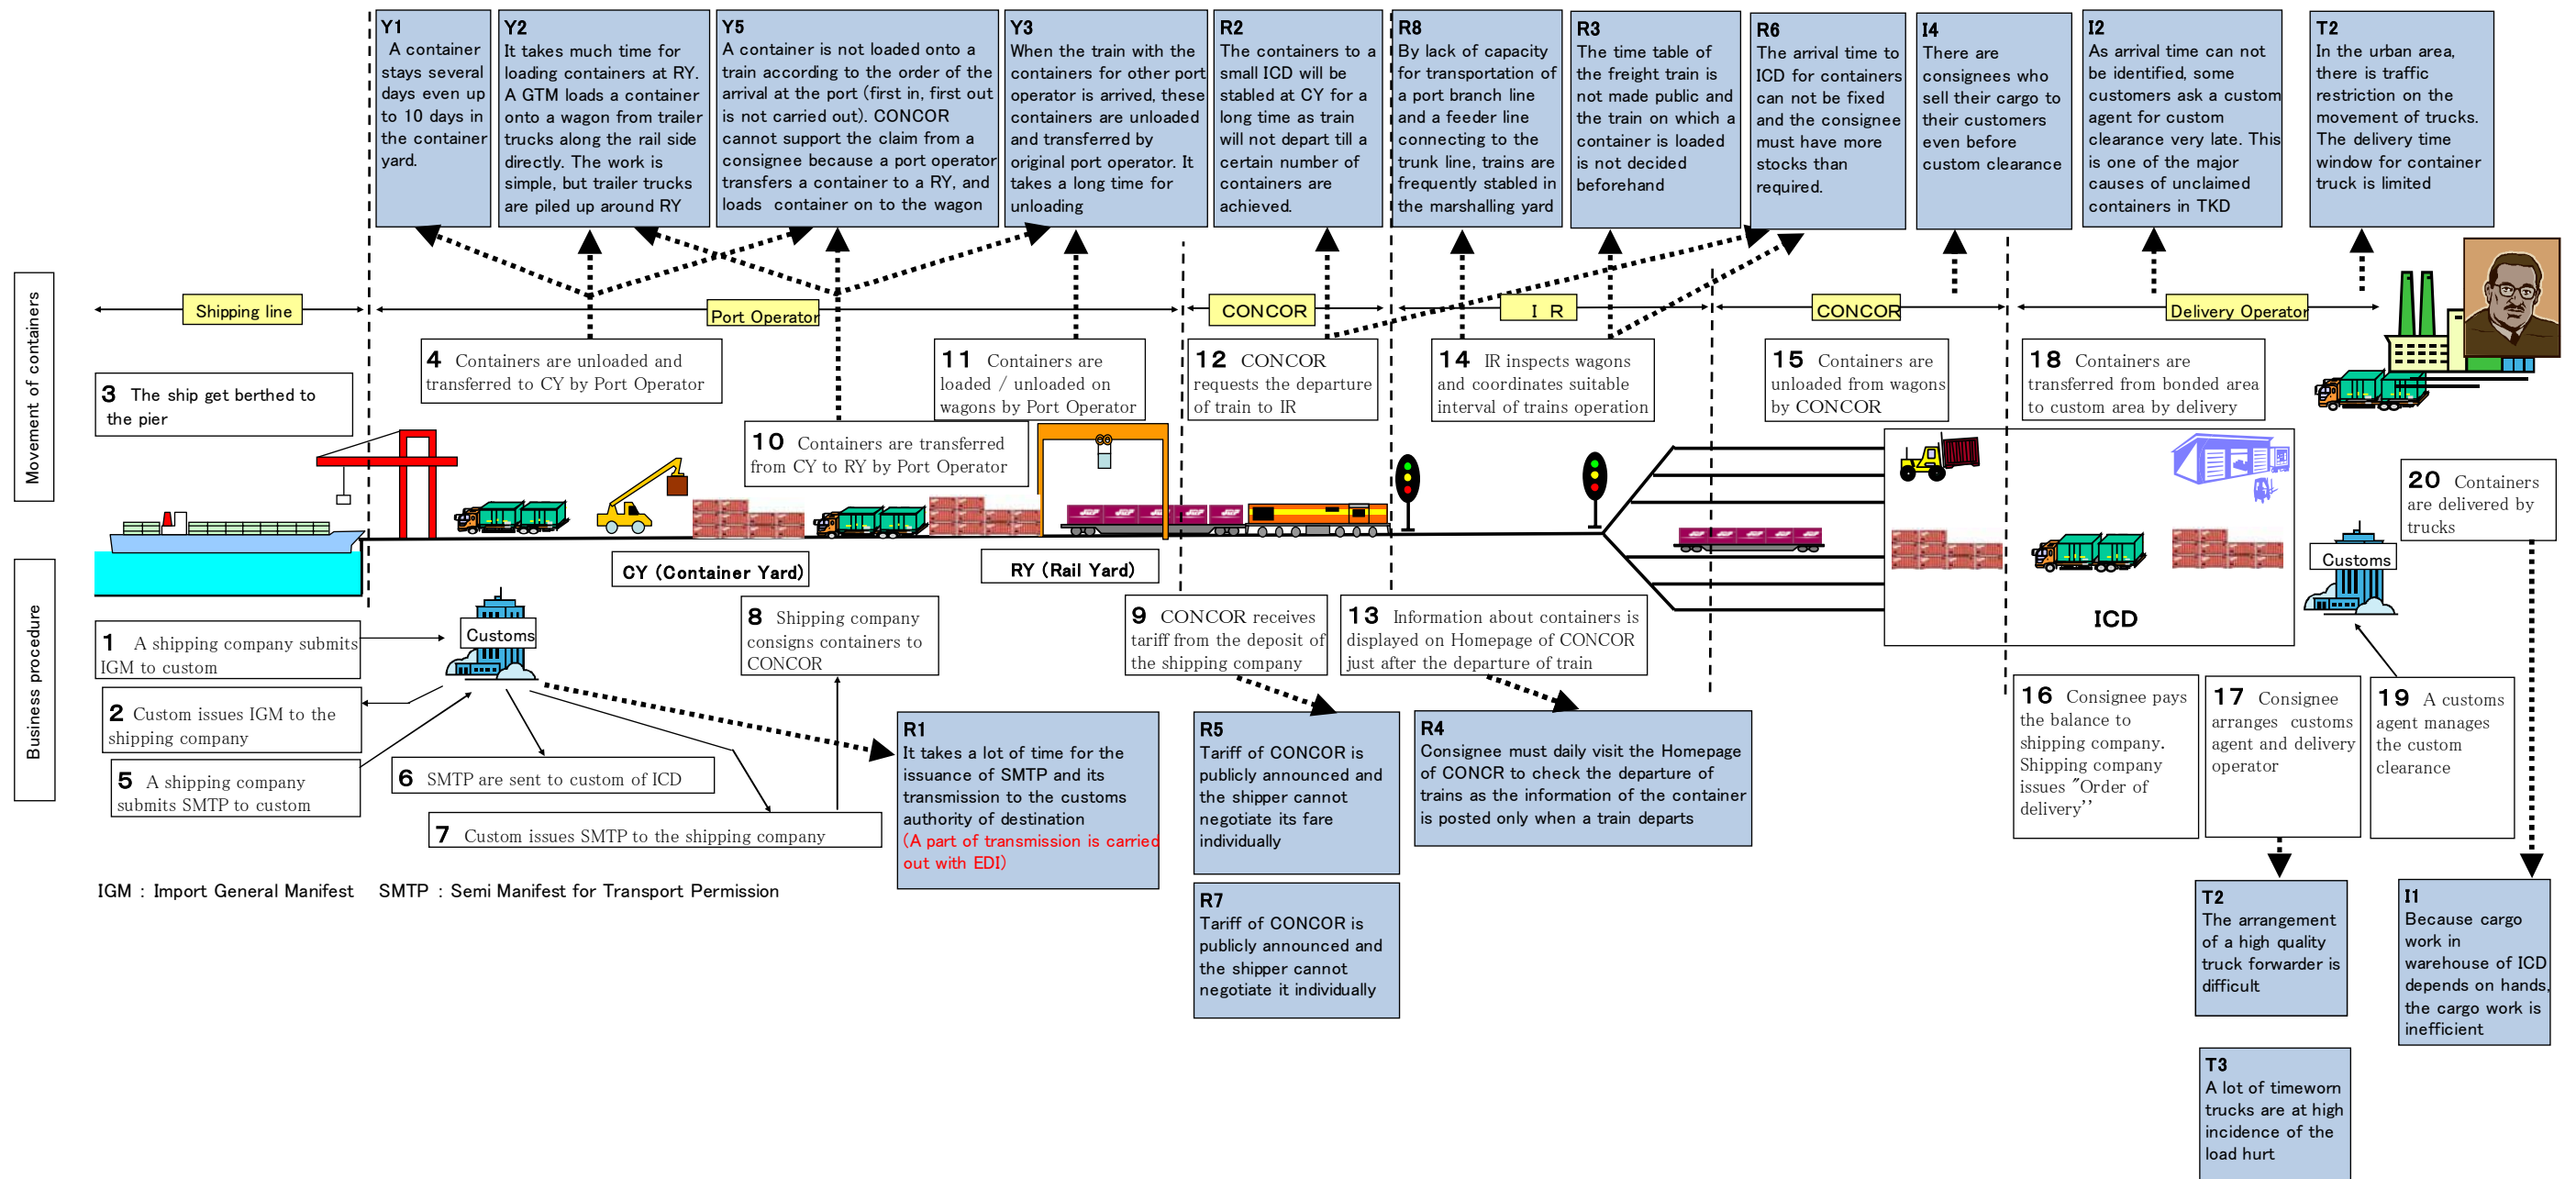 Y1
A container
stays several
days even up
to 10 days in
the container
yard.
Y2
It takes much time for
loading containers at RY.
A GTM loads a container
onto a wagon from trailer
trucks along the rail side
directly. The work is
simple, but trailer trucks
are piled up around RY
Y5
A container is not loaded onto a
train according to the order of the
arrival at the port (first in, first out
is not carried out). CONCOR
cannot support the claim from a
consignee because a port operator
transfers a container to a RY, and
loads container on to the wagon
Y3
When the train with the
containers for other port
operator is arrived, these
containers are unloaded
and transferred by
original port operator. It
takes a long time for
unloading
R2
The containers to a
small ICD will be
stabled at CY for a
long time as train
will not depart till a
certain number of
containers are
achieved.
R8
By lack of capacity
for transportation of
a port branch line
and a feeder line
connecting to the
trunk line, trains are
frequently stabled in
the marshalling yard
R3
The time table of
the freight train is
not made public and
the train on which a
container is loaded
is not decided
beforehand
R6
The arrival time to
ICD for containers
can not be fixed
and the consignee
must have more
stocks than
required.
I4
There are
consignees who
sell their cargo to
their customers
even before
custom clearance
I2
As arrival time can not
be identified, some
customers ask a custom
agent for custom
clearance very late. This
is one of the major
causes of unclaimed
containers in TKD
T2
In the urban area,
there is traffic
restriction on the
movement of trucks.
The delivery time
window for container
truck is limited
Movement of containers
Shipping line
Port Operator
CONCOR
I R
CONCOR
Delivery Operator
3 The ship get berthed to
the pier
4 Containers are unloaded and
transferred to CY by Port Operator
10 Containers are transferred
from CY to RY by Port Operator
11 Containers are
loaded / unloaded on
wagons by Port Operator
12 CONCOR
requests the departure
of train to IR
14 IR inspects wagons
and coordinates suitable
interval of trains operation
15 Containers are
unloaded from wagons
by CONCOR
18 Containers are
transferred from bonded area
to custom area by delivery
20 Containers
are delivered by
trucks
CY (Container Yard)
RY (Rail Yard)
ICD
Customs
Business procedure
1 A shipping company submits
IGM to custom
2 Custom issues IGM to the
shipping company
5 A shipping company
submits SMTP to custom
Customs
6 SMTP are sent to custom of ICD
7 Custom issues SMTP to the shipping company
8 Shipping company
consigns containers to
CONCOR
9 CONCOR receives
tariff from the deposit of
the shipping company
13 Information about containers is
displayed on Homepage of CONCOR
just after the departure of train
16 Consignee pays
the balance to
shipping company.
Shipping company
issues "Order of
delivery’’
17 Consignee
arranges customs
agent and delivery
operator
19 A customs
agent manages
the custom
clearance
R1
It takes a lot of time for the
issuance of SMTP and its
transmission to the customs
authority of destination
(A part of transmission is carried
out with EDI)
R5
Tariff of CONCOR is
publicly announced and
the shipper cannot
negotiate its fare
individually
R4
Consignee must daily visit the Homepage
of CONCR to check the departure of
trains as the information of the container
is posted only when a train departs
R7
Tariff of CONCOR is
publicly announced and
the shipper cannot
negotiate it individually
T2
The arrangement
of a high quality
truck forwarder is
difficult
I1
Because cargo
work in
warehouse of ICD
depends on hands,
the cargo work is
inefficient
T3
A lot of timeworn
trucks are at high
incidence of the
load hurt
IGM : Import General Manifest SMTP : Semi Manifest for Transport Permission